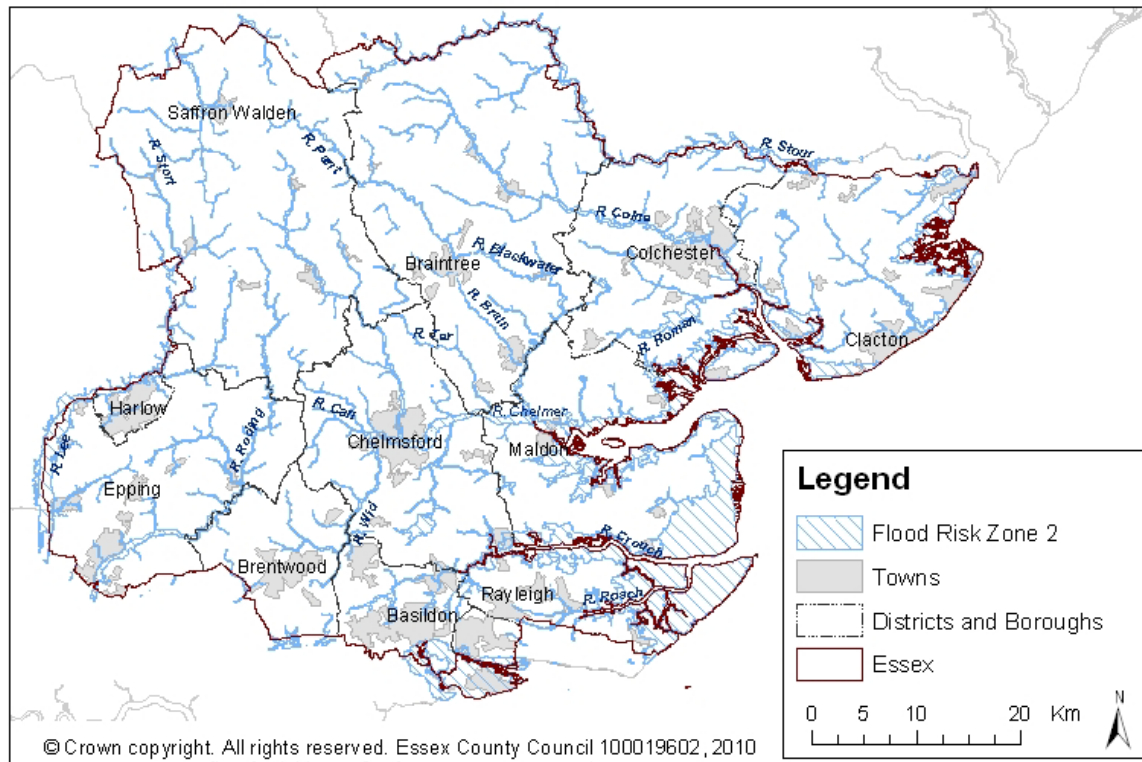 Saffron Walden
R. Stort
R. Pant
R. Stour
R. Colne
Colchester
R. Blackwater
Braintree
R. Brain
R. Ter
R. Roman
Clacton
Harlow
R. Lee
R. Roding
R. Can
R. Chelmer
Chelmsford
Maldon
Epping
R. Wid
R. Crouch
Brentwood
Rayleigh
R. Roach
Basildon
Legend
Flood Risk Zone 2
Towns
Districts and Boroughs
Essex
0 5 10 20 Km
N
© Crown copyright. All rights reserved. Essex County Council 100019602, 2010